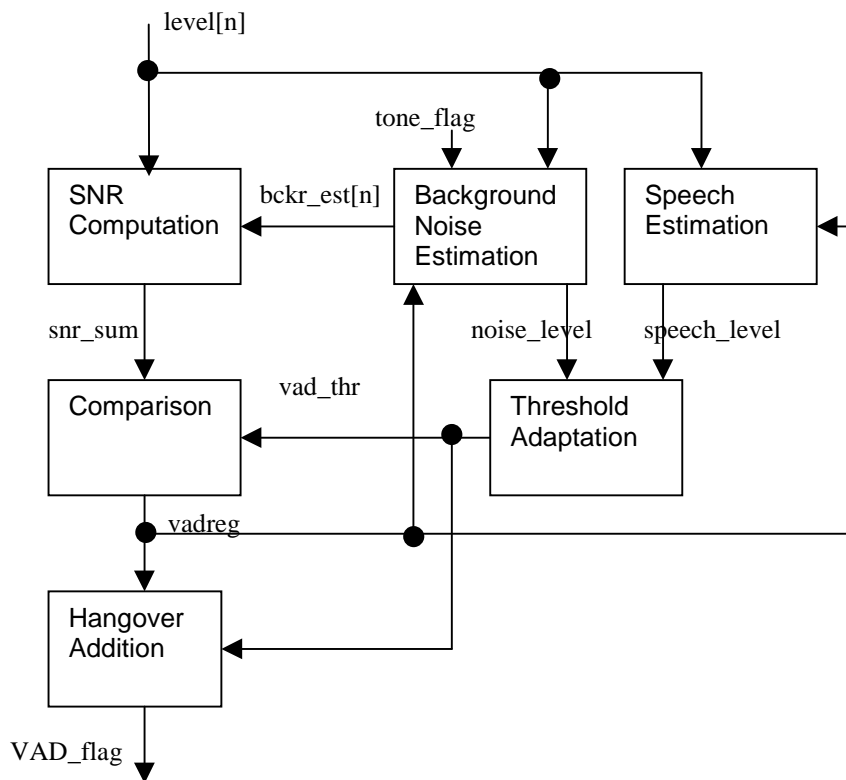 level[n]
tone_flag
SNR
Computation
bckr_est[n]
Background
Noise
Estimation
Speech
Estimation
snr_sum
noise_level
speech_level
Comparison
vad_thr
Threshold
Adaptation
vadreg
Hangover
Addition
VAD_flag